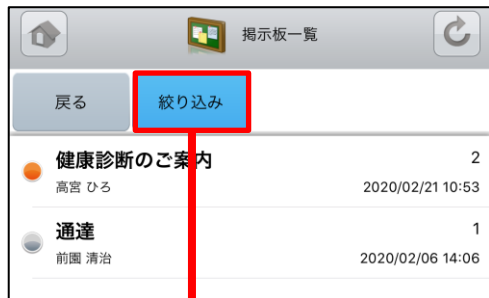 掲示板一覧
戻る 絞り込み
健康診断のご案内 2
高宮 ひろ 2020/02/21 10:53
通達 1
前園 清治 2020/02/06 14:06